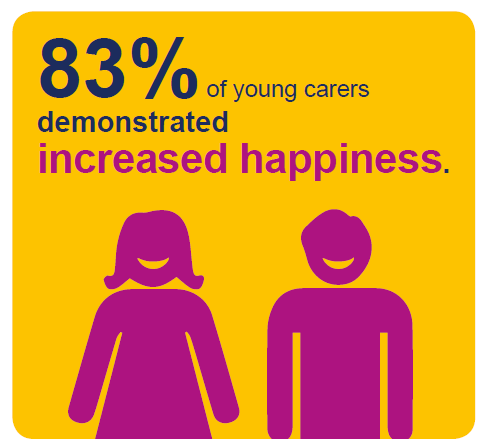 83% of young carers
demonstrated
increased happiness.